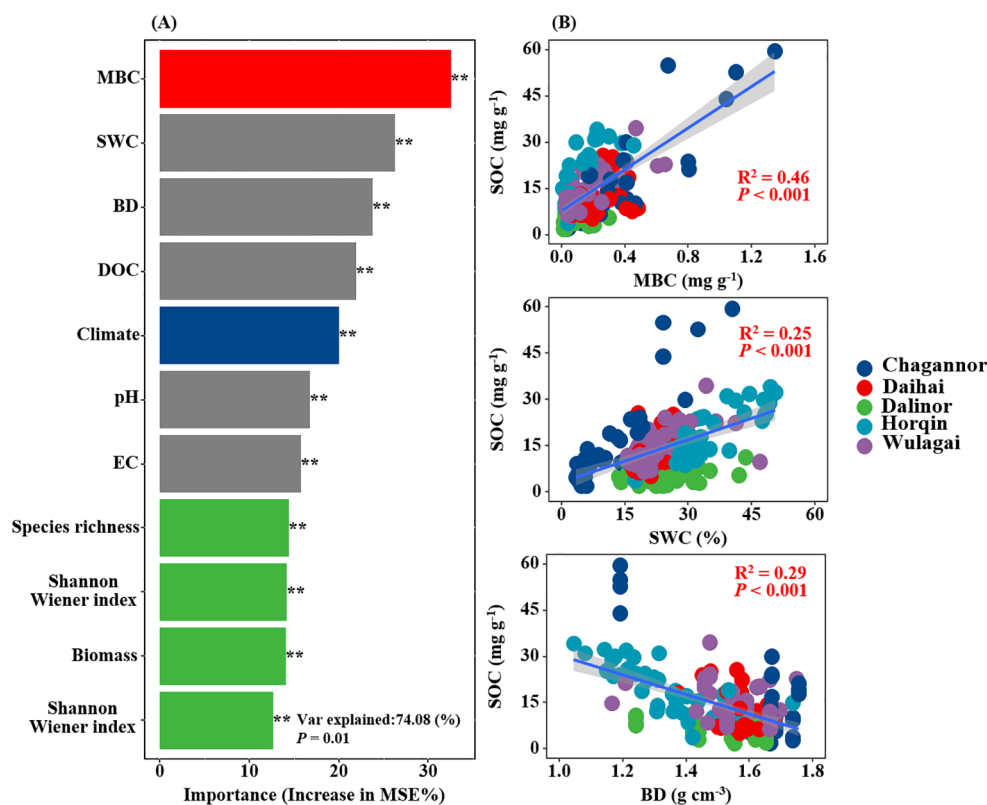 (A)
MBC
**
SWC
**
BD
**
DOC
**
Climate
**
pH
**
EC
**
Species richness
**
Shannon
Wiener index
**
Biomass
**
Shannon
Wiener index
**
Var explained:74.08 (%)
P = 0.01
0 10 20 30
Importance (Increase in MSE%)
(B)
SOC (mg g⁻¹)
60
45
30
15
0
R² = 0.46
P < 0.001
0.0 0.4 0.8 1.2 1.6
MBC (mg g⁻¹)
SOC (mg g⁻¹)
60
45
30
15
0
R² = 0.25
P < 0.001
0 15 30 45 60
SWC (%)
SOC (mg g⁻¹)
60
45
30
15
0
R² = 0.29
P < 0.001
1.0 1.2 1.4 1.6 1.8
BD (g cm⁻³)
Chagannor
Daihai
Dalinor
Horqin
Wulagai